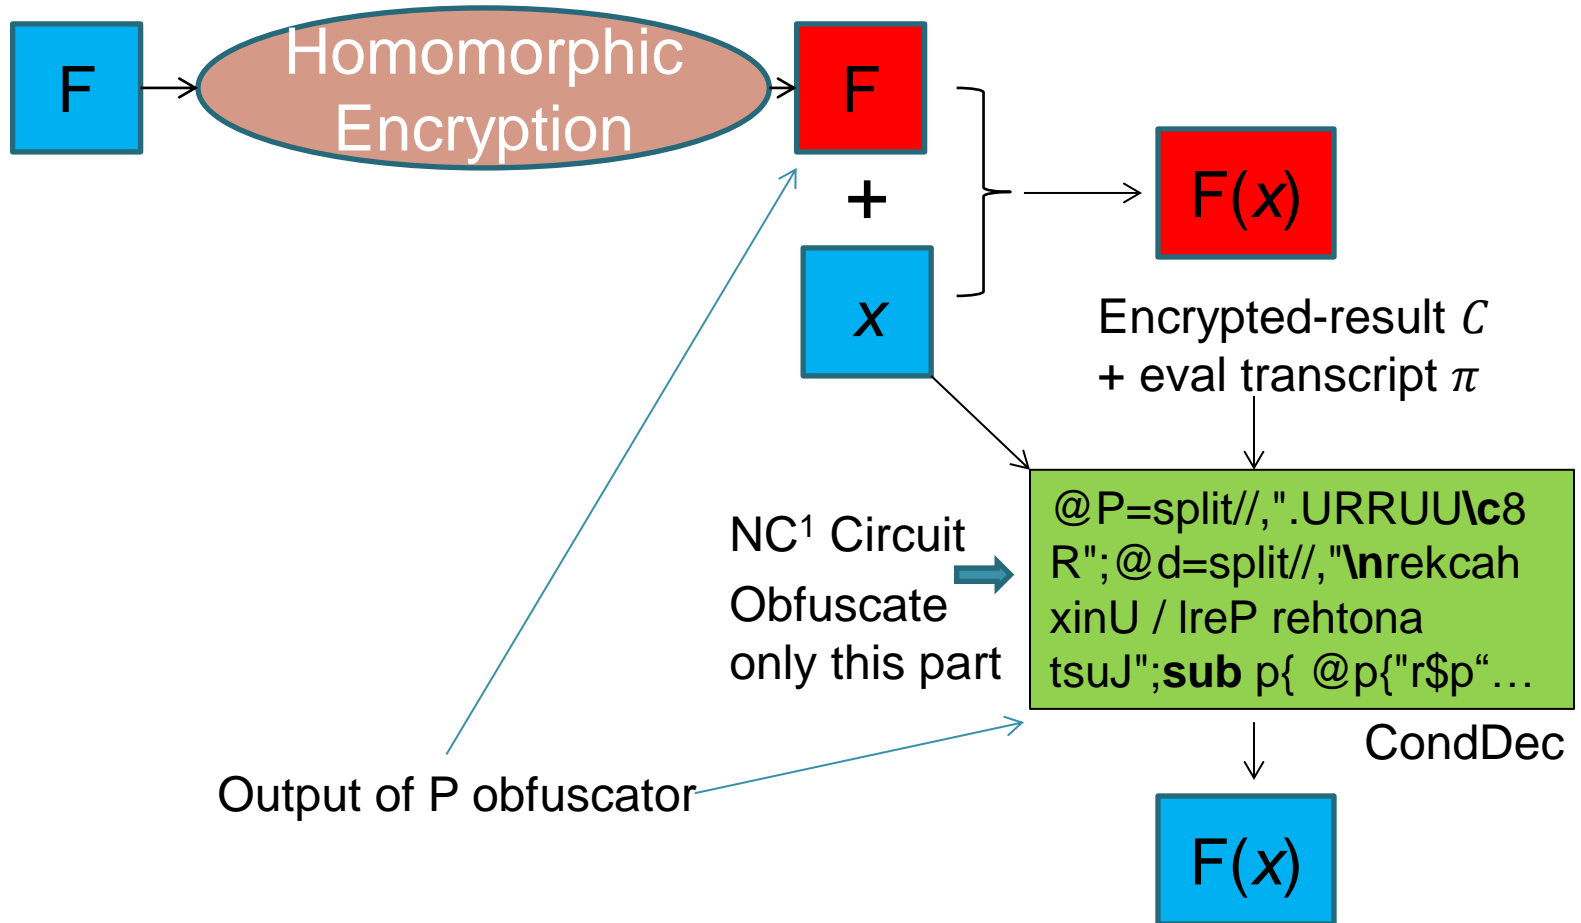 F
Homomorphic
Encryption
F
+
x
F(x)
Encrypted-result C
+ eval transcript π
NC¹ Circuit
Obfuscate
only this part
@P=split//,".URRUU\c8
R";@d=split//,"\nrekcah
xinU / lreP rehtona
tsuJ";sub p{ @p{"r$p“…
CondDec
Output of P obfuscator
F(x)